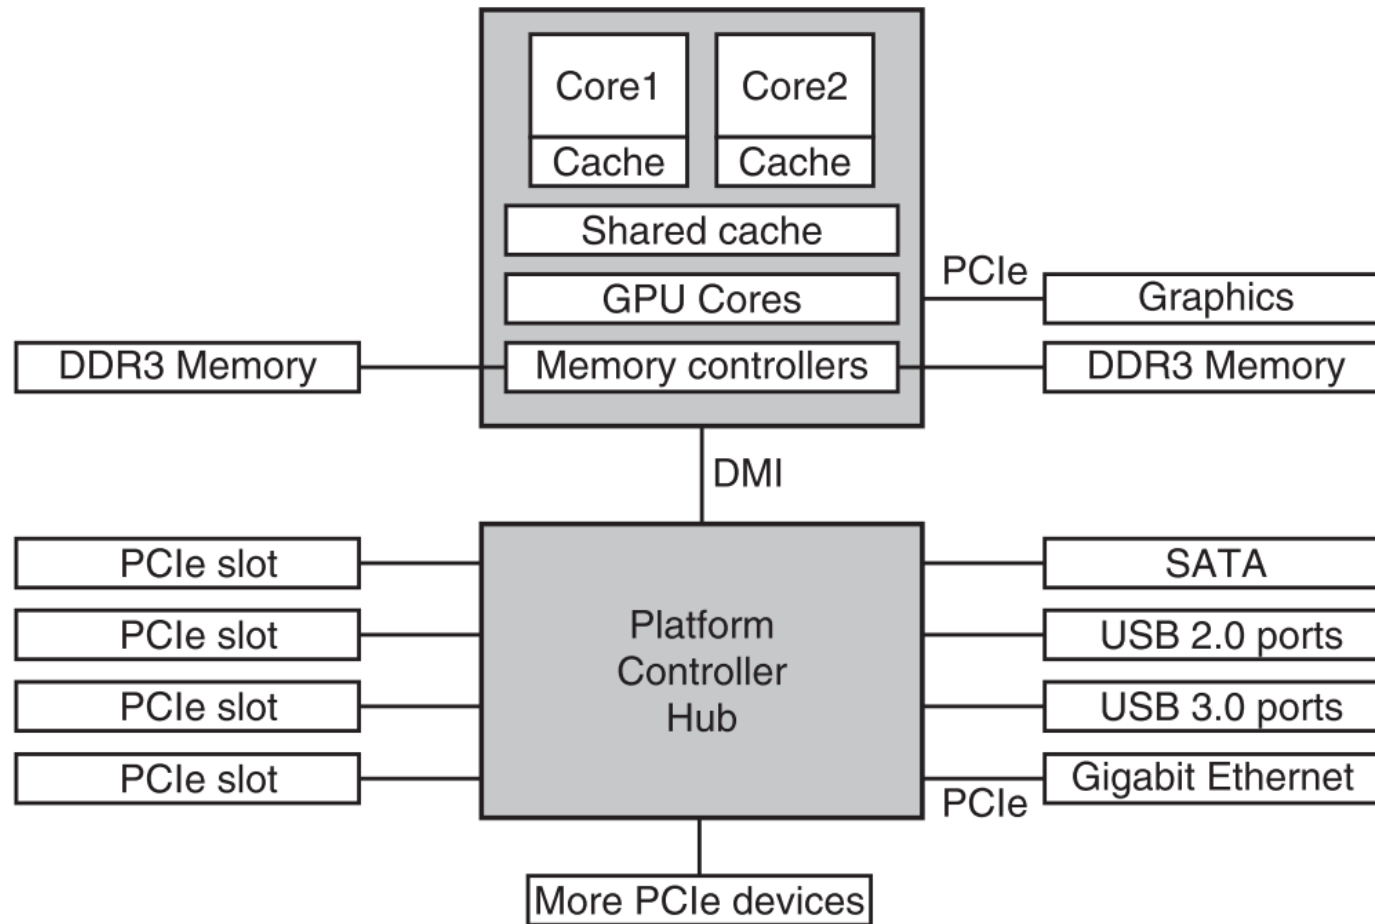 Core1
Core2
Cache
Cache
Shared cache
GPU Cores
PCIe
Graphics
DDR3 Memory
Memory controllers
DDR3 Memory
DMI
PCIe slot
PCIe slot
PCIe slot
PCIe slot
Platform
Controller
Hub
SATA
USB 2.0 ports
USB 3.0 ports
Gigabit Ethernet
PCIe
More PCIe devices